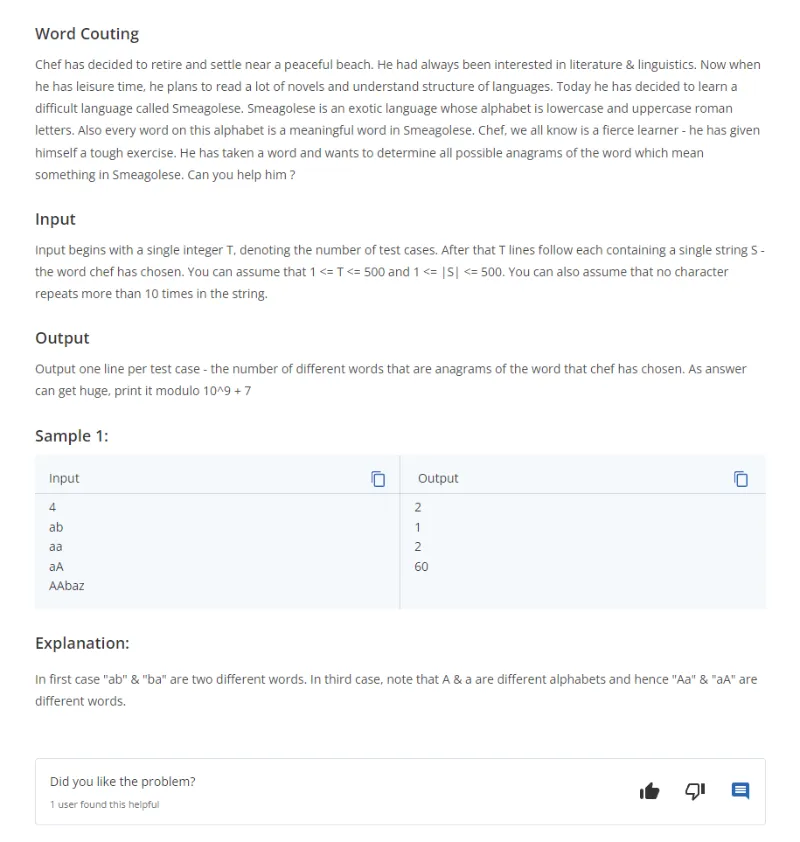 Word Couting
Chef has decided to retire and settle near a peaceful beach. He had always been interested in literature & linguistics. Now when
he has leisure time, he plans to read a lot of novels and understand structure of languages. Today he has decided to learn a
difficult language called Smeagolese. Smeagolese is an exotic language whose alphabet is lowercase and uppercase roman
letters. Also every word on this alphabet is a meaningful word in Smeagolese. Chef, we all know is a fierce learner - he has given
himself a tough exercise. He has taken a word and wants to determine all possible anagrams of the word which mean
something in Smeagolese. Can you help him ?
Input
Input begins with a single integer T, denoting the number of test cases. After that T lines follow each containing a single string S -
the word chef has chosen. You can assume that 1 <= T <= 500 and 1 <= |S| <= 500. You can also assume that no character
repeats more than 10 times in the string.
Output
Output one line per test case - the number of different words that are anagrams of the word that chef has chosen. As answer
can get huge, print it modulo 10^9 + 7
Sample 1:
Input
4
ab
aa
aA
AAbaz
Output
2
1
2
60
Explanation:
In first case "ab" & "ba" are two different words. In third case, note that A & a are different alphabets and hence "Aa" & "aA" are
different words.
Did you like the problem?
1 user found this helpful